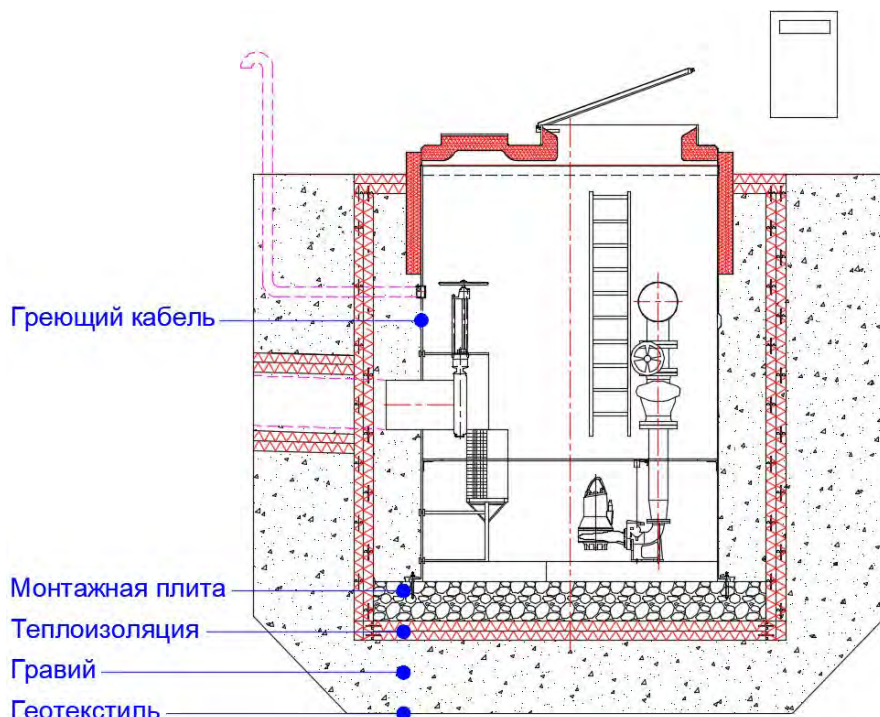 Греющий кабель
Монтажная плита
Теплоизоляция
Гравий
Геотекстиль